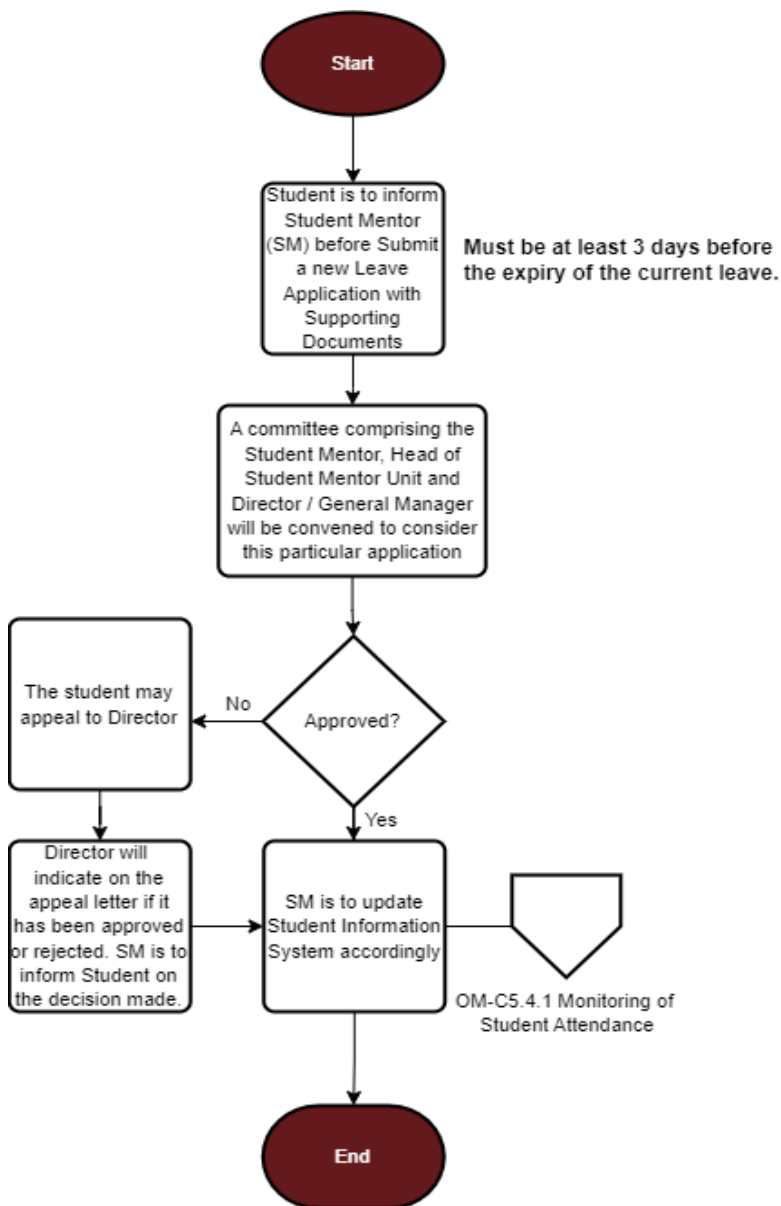 Start
Student is to inform
Student Mentor
(SM) before Submit
a new Leave
Application with
Supporting
Documents
Must be at least 3 days before
the expiry of the current leave.
A committee comprising the
Student Mentor, Head of
Student Mentor Unit and
Director / General Manager
will be convened to consider
this particular application
Approved?
No
The student may
appeal to Director
Yes
Director will
indicate on the
appeal letter if it
has been approved
or rejected. SM is to
inform Student on
the decision made.
SM is to update
Student Information
System accordingly
OM-C5.4.1 Monitoring of
Student Attendance
End